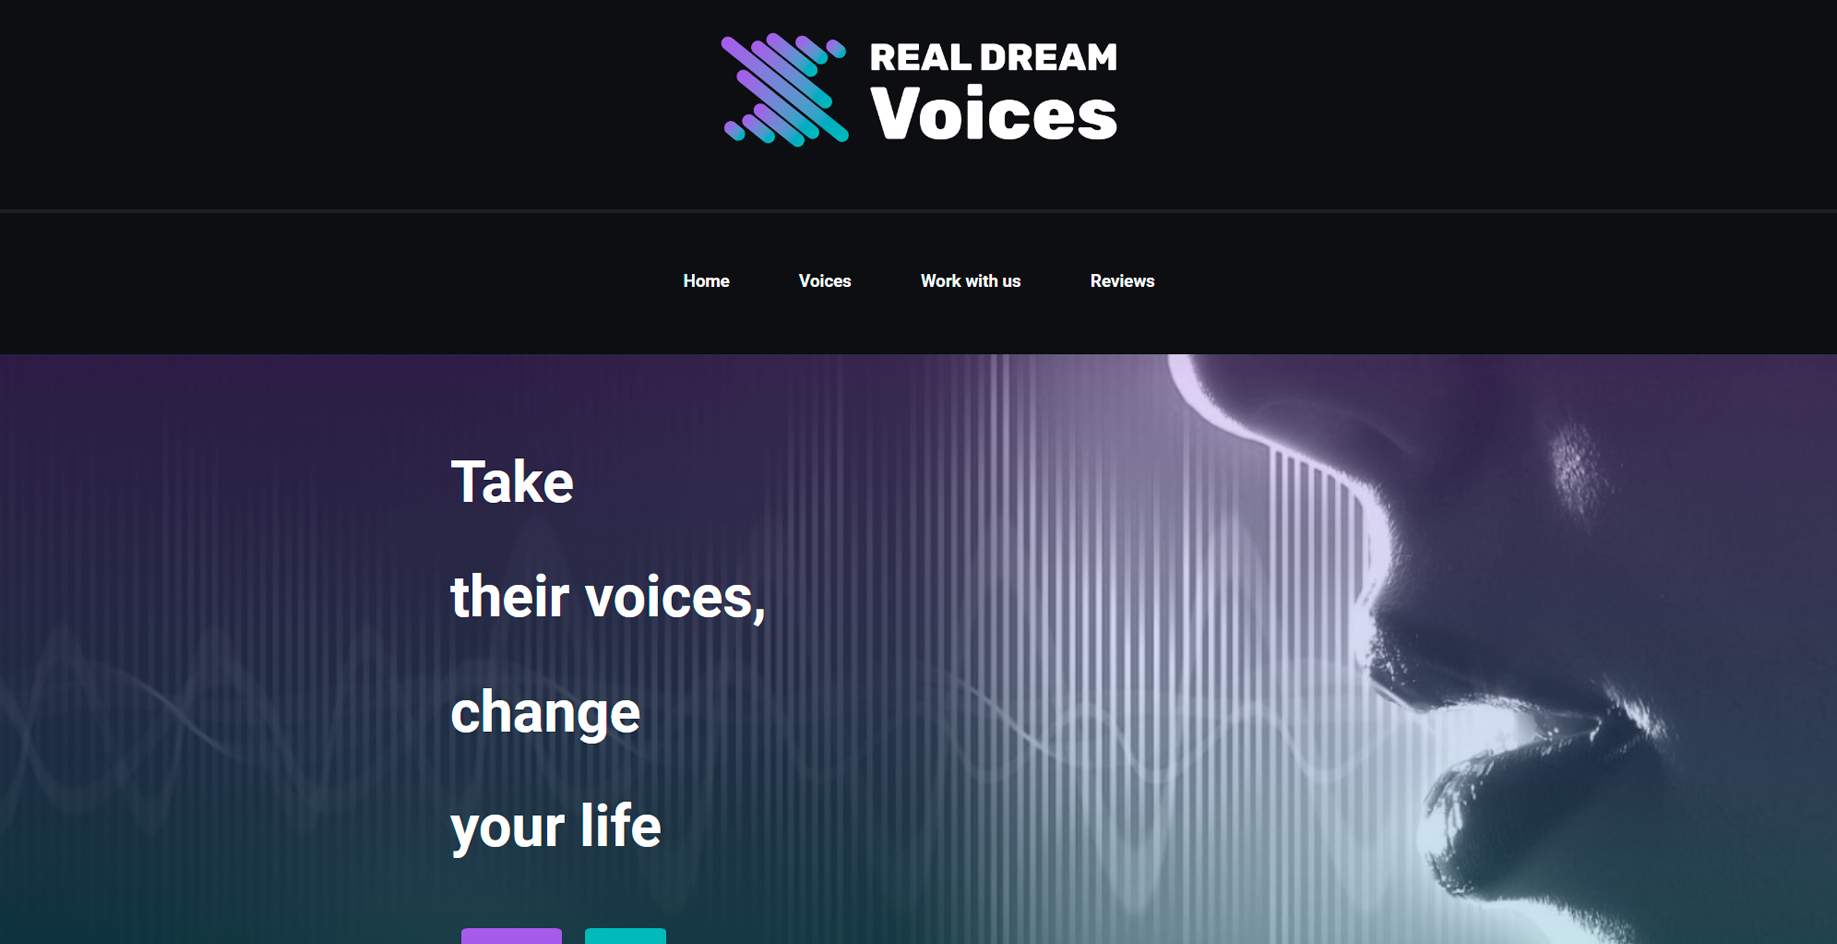 REAL DREAM
Voices
Home Voices Work with us Reviews
Take
their voices,
change
your life